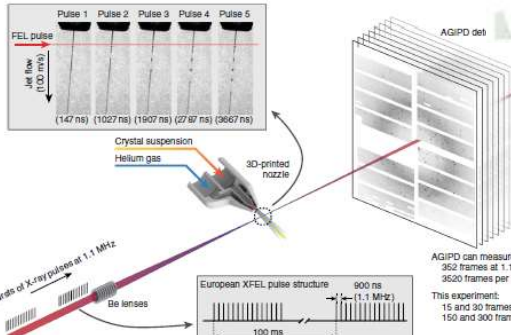 Pulse 1 Pulse 2 Pulse 3 Pulse 4 Pulse 5
FEL pulse
Jet flow
(100 m/s)
(147 ns) (1027 ns) (1907 ns) (2787 ns) (3667 ns)
AGIPD det
Crystal suspension
Helium gas
3D-printed
nozzle
AGIPD can measur
352 frames at 1.1
3520 frames per
This experiment:
15 and 30 frames
150 and 300 fram
rsts of X-ray pulses at 1.1 MHz
Be lenses
European XFEL pulse structure
900 ns
(1.1 MHz)
100 ms